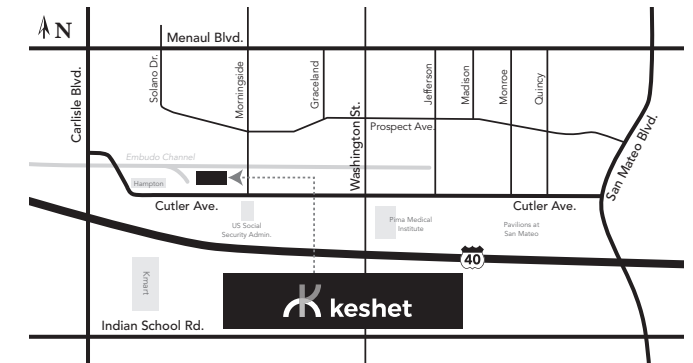 N
Menaul Blvd.
Carlisle Blvd.
Solano Dr.
Morningside
Graceland
Washington St.
Jefferson
Madison
Monroe
Quincy
Prospect Ave.
San Mateo Blvd.
Embudo Channel
Hampton
Cutler Ave.
Cutler Ave.
US Social
Security Admin.
Pima Medical
Institute
Pavilions at
San Mateo
40
Kmart
keshet
Indian School Rd.